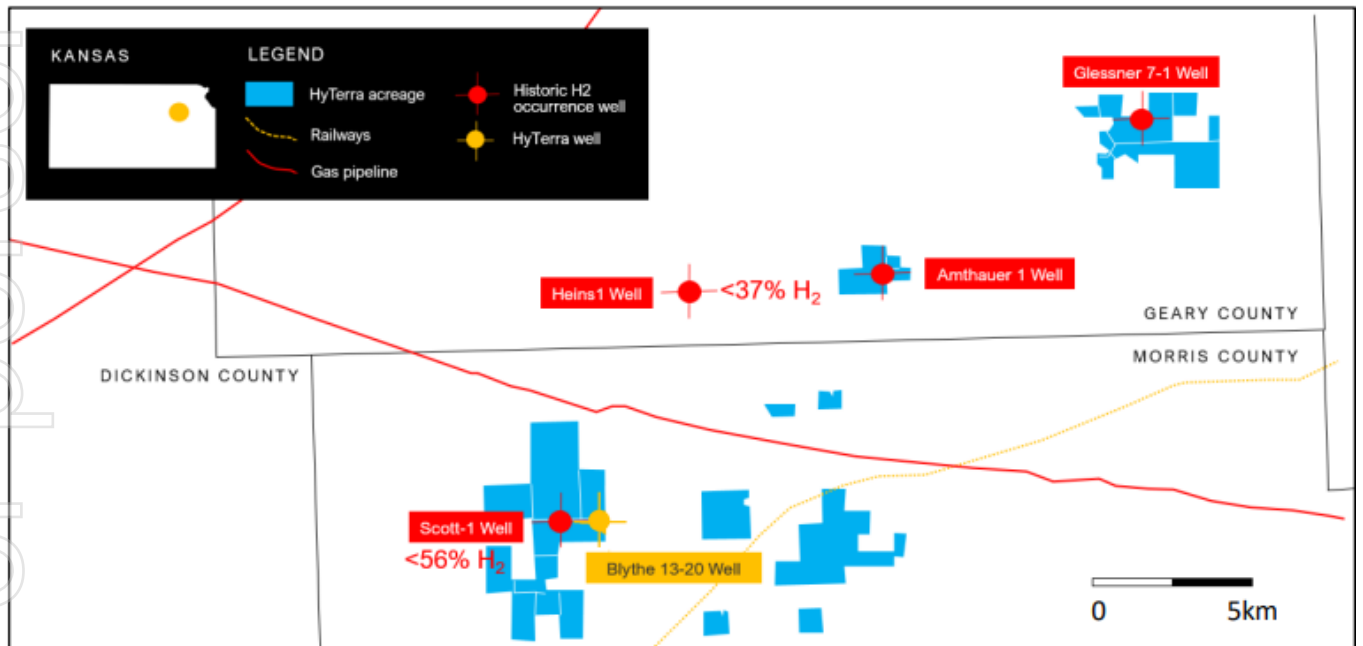 KANSAS
LEGEND
HyTerra acreage
Railways
Gas pipeline
Historic H2
occurrence well
HyTerra well
Glessner 7-1 Well
Heins1 Well
<37% H₂
Amthauer 1 Well
GEARY COUNTY
MORRIS COUNTY
DICKINSON COUNTY
Scott-1 Well
<56% H₂
Blythe 13-20 Well
0 5km